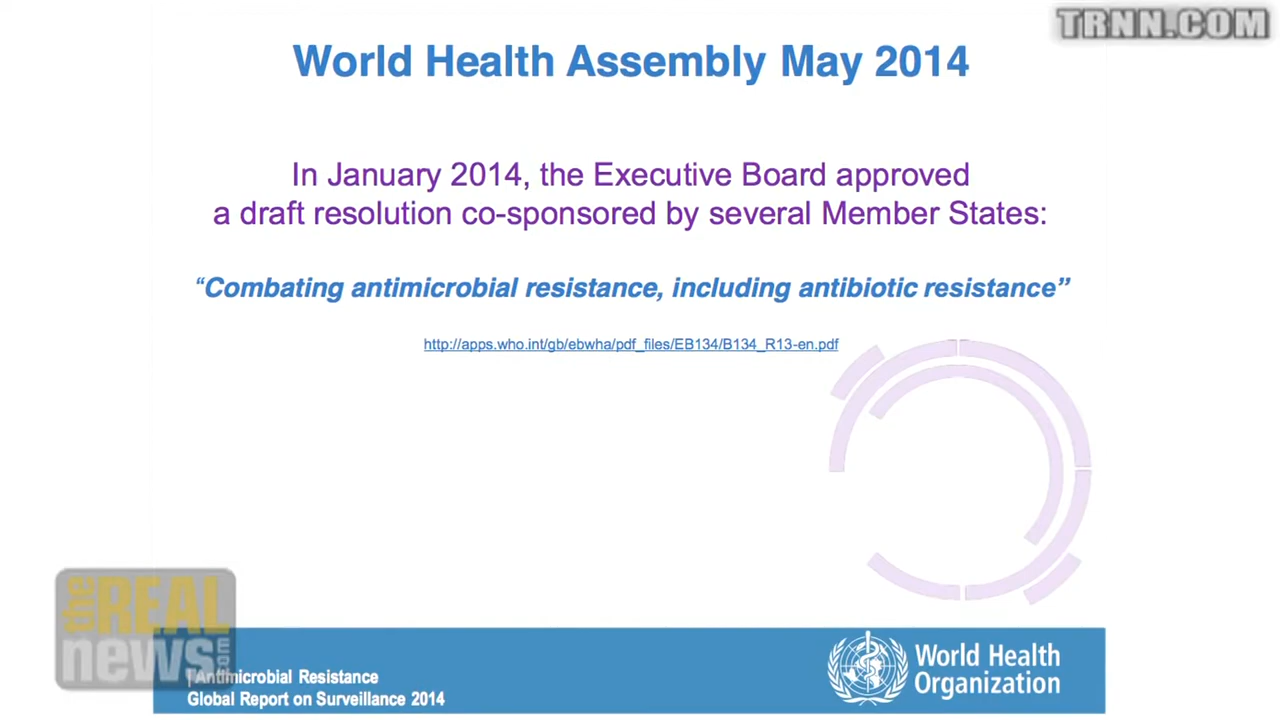 TRNN.COM
World Health Assembly May 2014
In January 2014, the Executive Board approved
a draft resolution co-sponsored by several Member States:
“Combating antimicrobial resistance, including antibiotic resistance”
http://apps.who.int/gb/ebwha/pdf_files/EB134/B134_R13-en.pdf
the REAL
news.com
| Antimicrobial Resistance
Global Report on Surveillance 2014
World Health
Organization